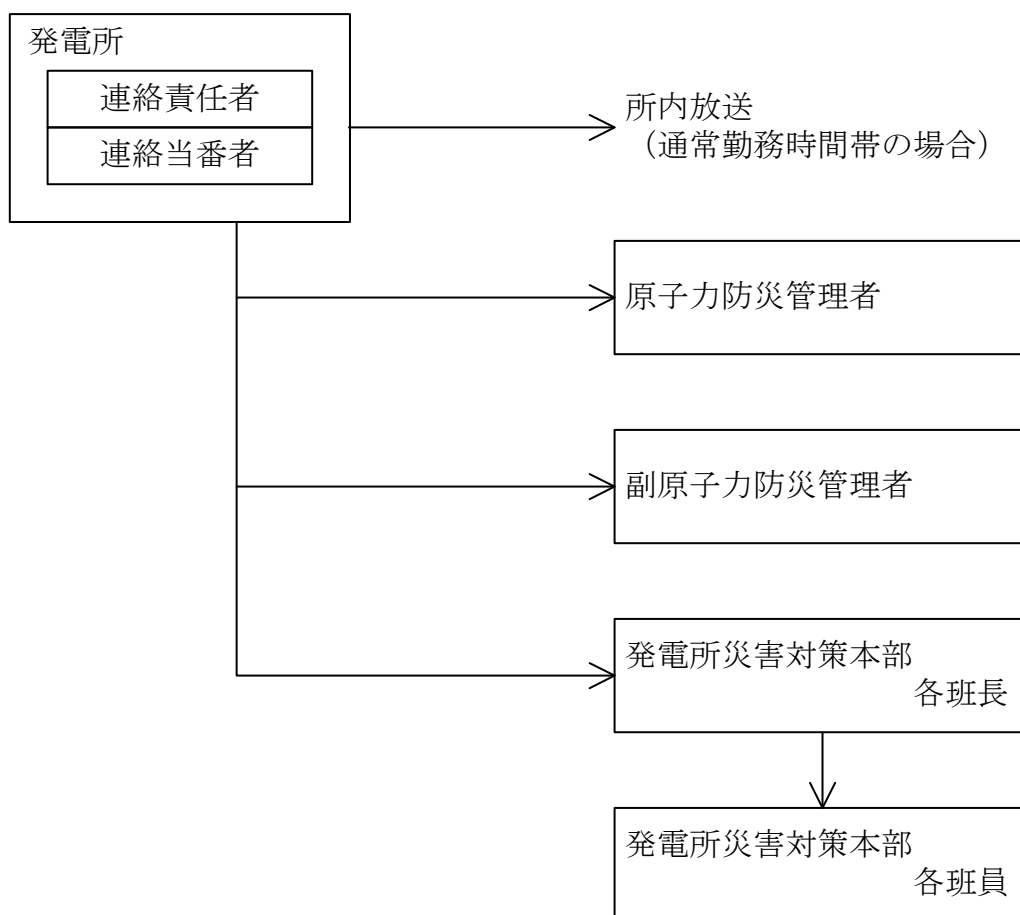 発電所
連絡責任者
連絡当番者
所内放送
（通常勤務時間帯の場合）
原子力防災管理者
副原子力防災管理者
発電所災害対策本部
各班長
発電所災害対策本部
各班員